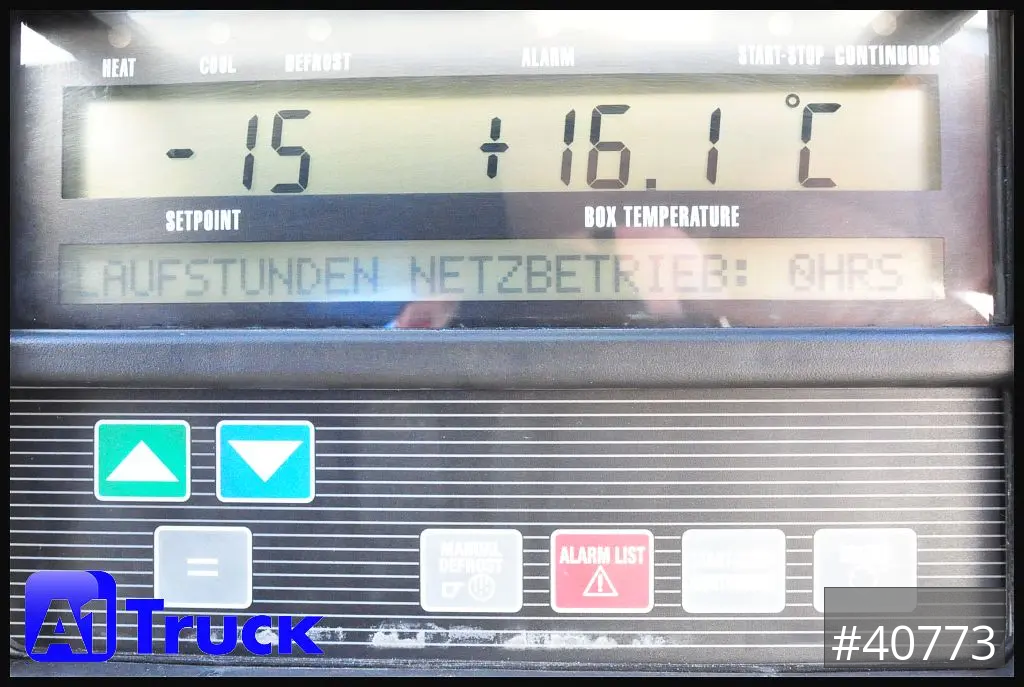 HEAT COOL DEFROST ALARM START-STOP CONTINUOUS
-15 +16.1 °C
SETPOINT BOX TEMPERATURE
LAUFSTUNDEN NETZBETRIEB: 0HRS
=
MANUAL DEFROST
ALARM LIST
A1 Truck
#40773